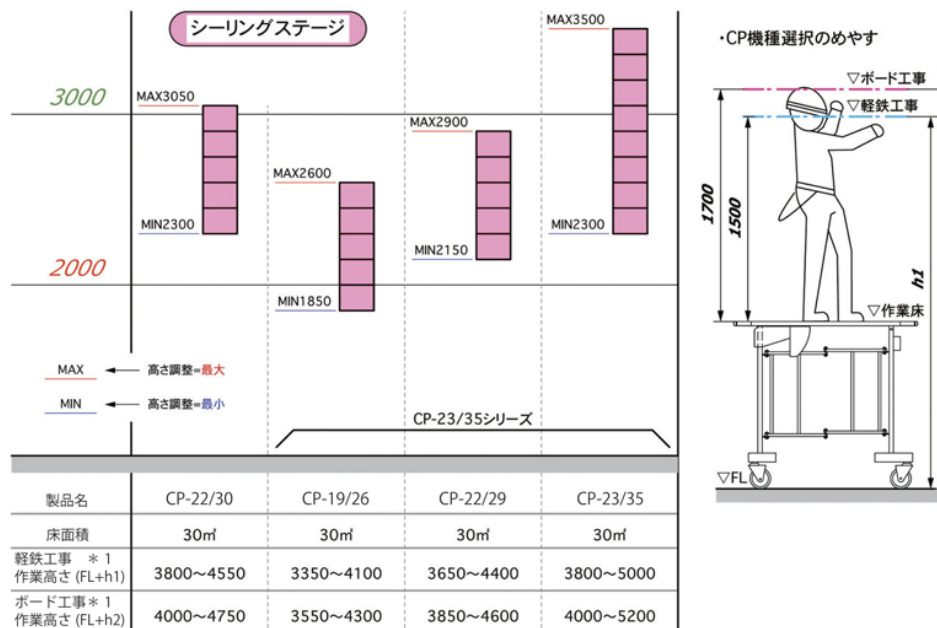 シーリングステージ
3000
2000
MAX3050
MIN2300
MAX2600
MIN1850
MAX2900
MIN2150
MAX3500
MIN2300
MAX 高さ調整=最大
MIN 高さ調整=最小
CP-23/35シリーズ
製品名 CP-22/30 CP-19/26 CP-22/29 CP-23/35
床面積 30㎡ 30㎡ 30㎡ 30㎡
軽鉄工事 *1
作業高さ (FL+h1) 3800〜4550 3350〜4100 3650〜4400 3800〜5000
ボード工事*1
作業高さ (FL+h2) 4000〜4750 3550〜4300 3850〜4600 4000〜5200
・CP機種選択のめやす
▽ボード工事
▽軽鉄工事
1700
1500
h1
▽作業床
▽FL